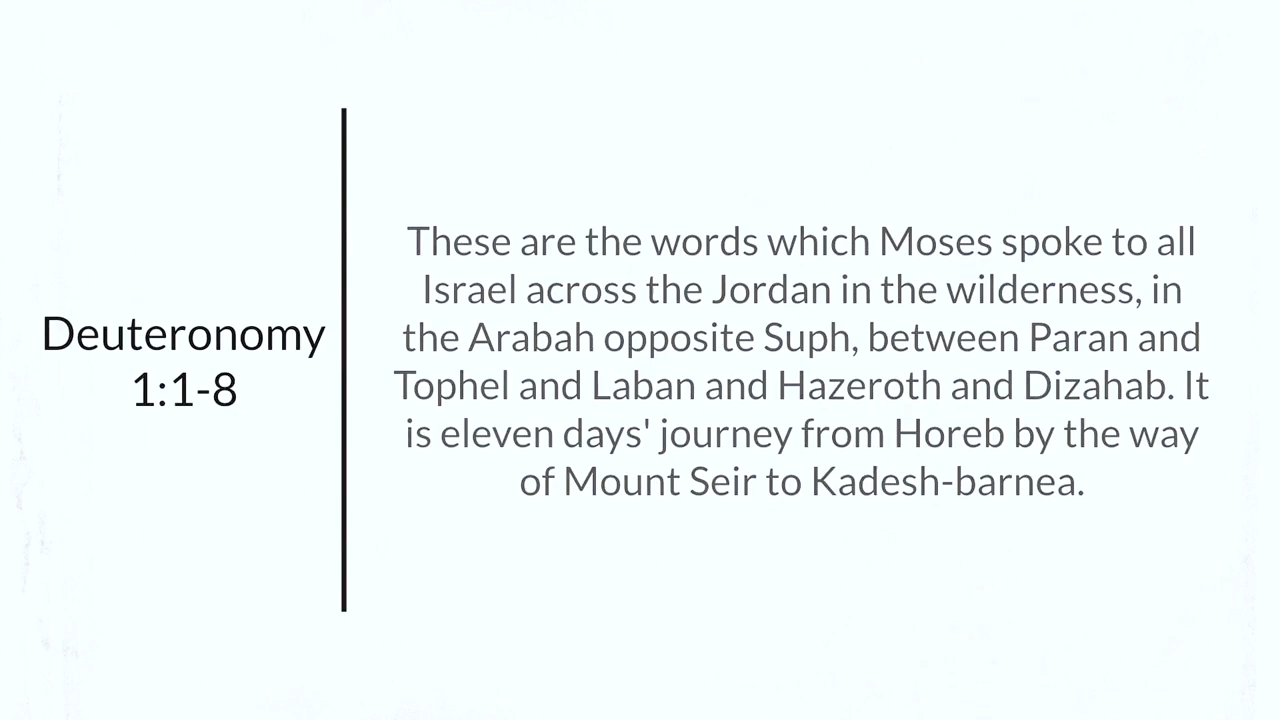 Deuteronomy
1:1-8
These are the words which Moses spoke to all
Israel across the Jordan in the wilderness, in
the Arabah opposite Suph, between Paran and
Tophel and Laban and Hazeroth and Dizahab. It
is eleven days' journey from Horeb by the way
of Mount Seir to Kadesh-barnea.